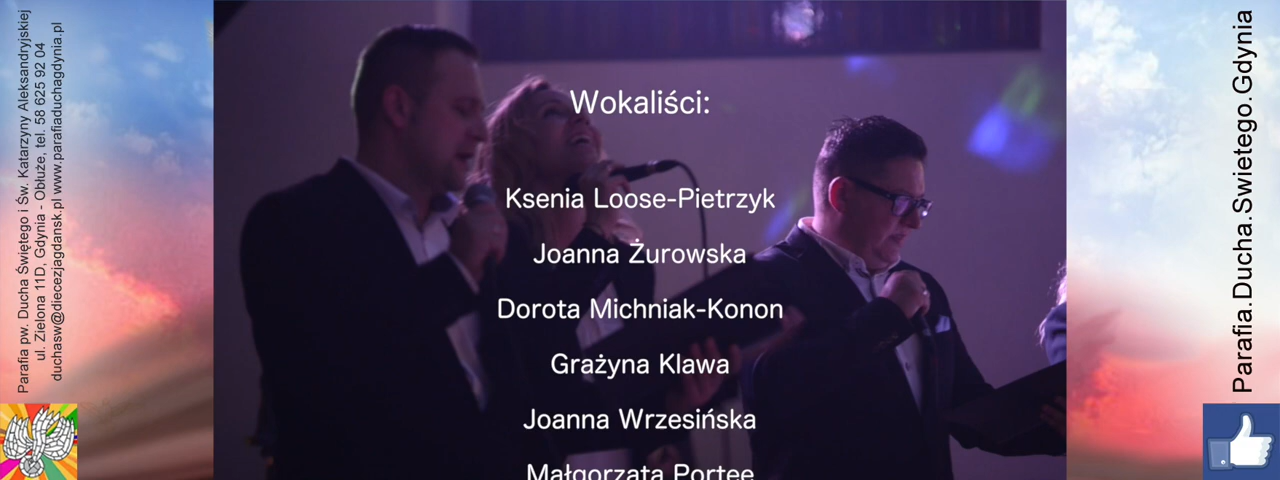 Parafia pw. Ducha Świętego i Św. Katarzyny Aleksandryjskiej
ul. Zielona 11D, Gdynia - Obłuże, tel. 58 625 92 04
duchasw@diecezjagdansk.pl www.parafiaduchagdynia.pl
Wokaliści:
Ksenia Loose-Pietrzyk
Joanna Żurowska
Dorota Michniak-Konon
Grażyna Klawa
Joanna Wrzesińska
Małgorzata Portee
Parafia.Ducha.Swietego.Gdynia